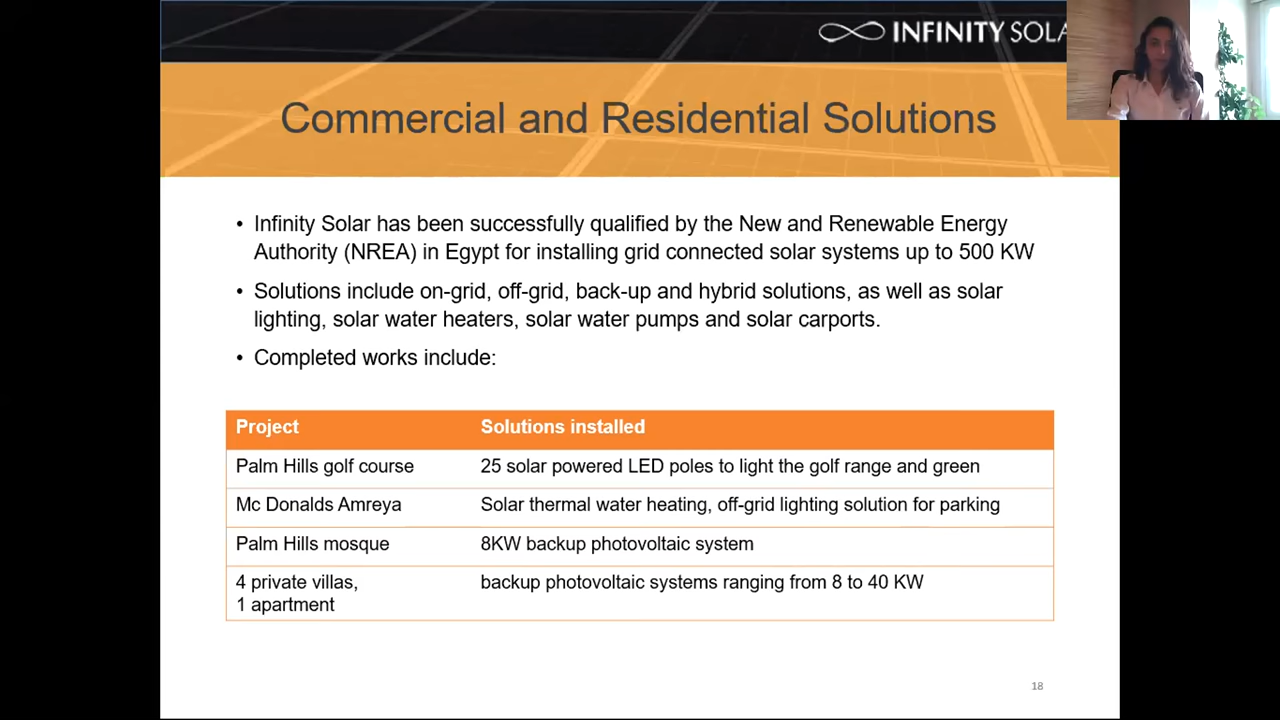 INFINITY SOLA
Commercial and Residential Solutions
• Infinity Solar has been successfully qualified by the New and Renewable Energy
Authority (NREA) in Egypt for installing grid connected solar systems up to 500 KW
• Solutions include on-grid, off-grid, back-up and hybrid solutions, as well as solar
lighting, solar water heaters, solar water pumps and solar carports.
• Completed works include:
Project Solutions installed
Palm Hills golf course 25 solar powered LED poles to light the golf range and green
Mc Donalds Amreya Solar thermal water heating, off-grid lighting solution for parking
Palm Hills mosque 8KW backup photovoltaic system
4 private villas, backup photovoltaic systems ranging from 8 to 40 KW
1 apartment
18